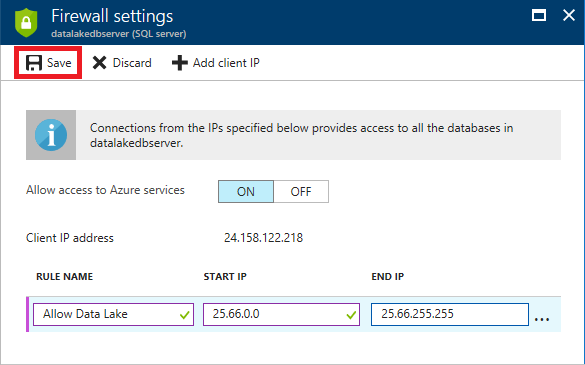 Firewall settings
datalakedbserver (SQL server)
Save Discard Add client IP
Connections from the IPs specified below provides access to all the databases in
datalakedbserver.
Allow access to Azure services ON OFF
Client IP address 24.158.122.218
RULE NAME START IP END IP
Allow Data Lake 25.66.0.0 25.66.255.255 ...